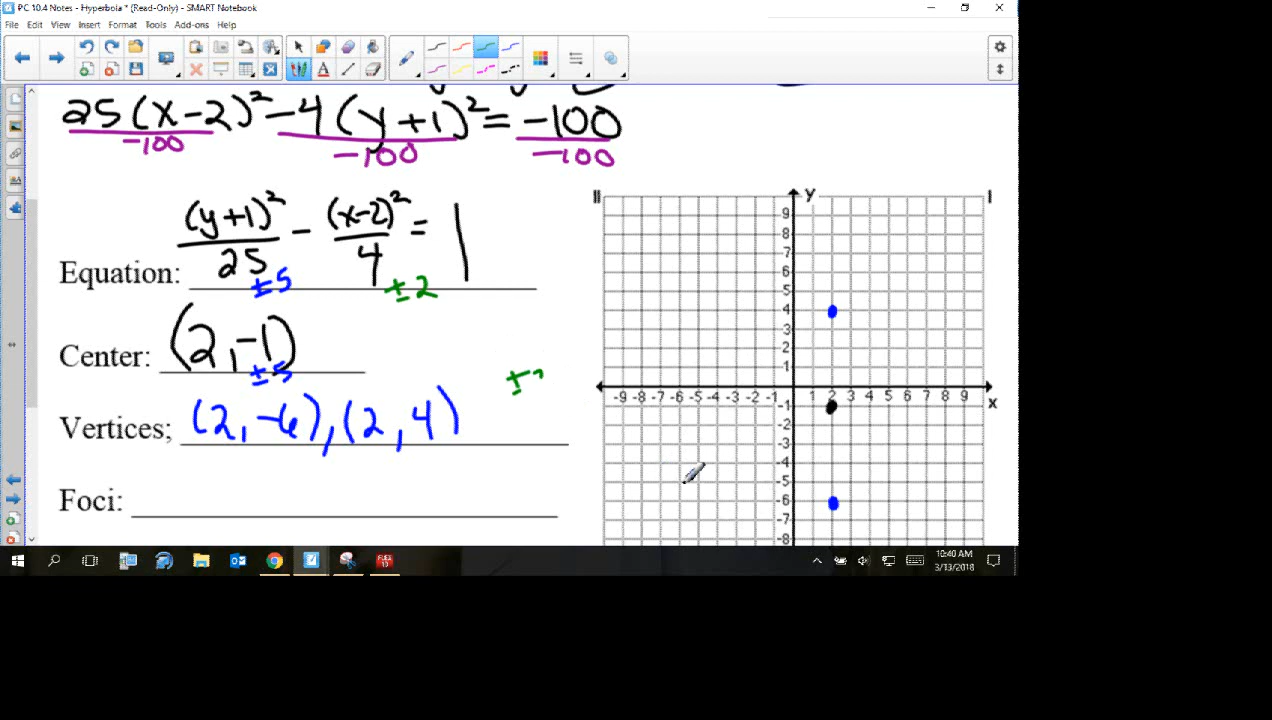 PC 10.4 Notes - Hyperbola * (Read-Only) - SMART Notebook
File Edit View Insert Format Tools Add-ons Help
25(x-2)² -4(y+1)² = -100
-100 -100 -100
(y+1)² - (x-2)² = 1
25 4
Equation:
±5 ±2
Center: (2,-1)
±5
±
Vertices; (2,-6),(2,4)
Foci:
II y I
9
8
7
6
5
4
3
2
1
-9 -8 -7 -6 -5 -4 -3 -2 -1 1 2 3 4 5 6 7 8 9 x
-1
-2
-3
-4
-5
-6
-7
-8
10:40 AM
3/13/2018